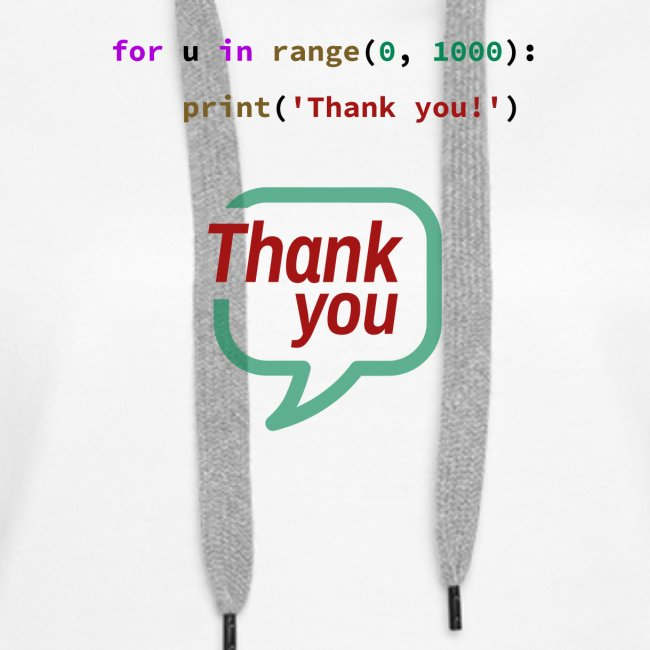 for u in range(0, 1000):
print('Thank you!')
Thank
you